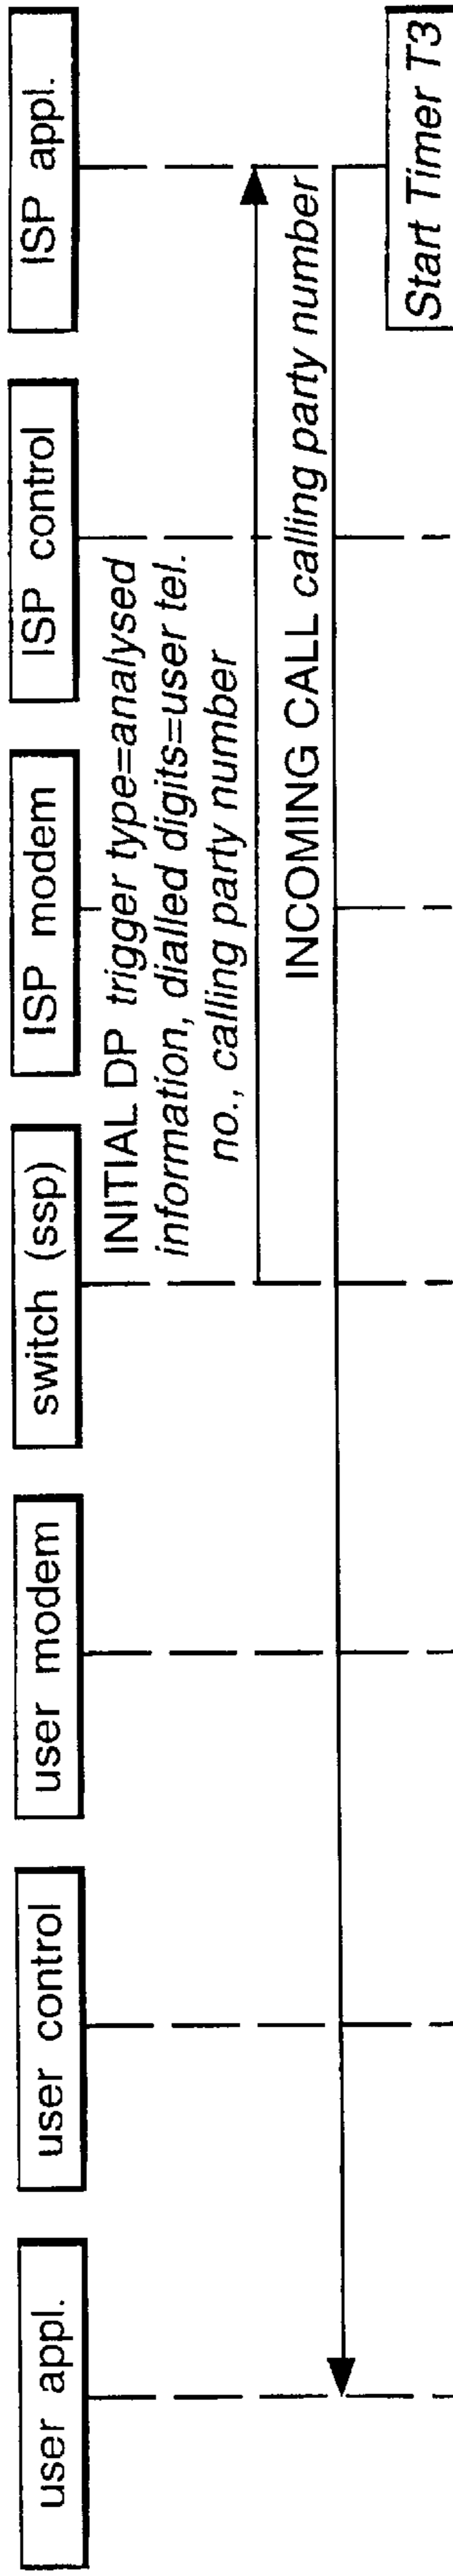 user appl.
user control
user modem
switch (ssp)
ISP modem
ISP control
ISP appl.
INITIAL DP trigger type=analysed
information, dialled digits=user tel.
no., calling party number
INCOMING CALL calling party number
Start Timer T3